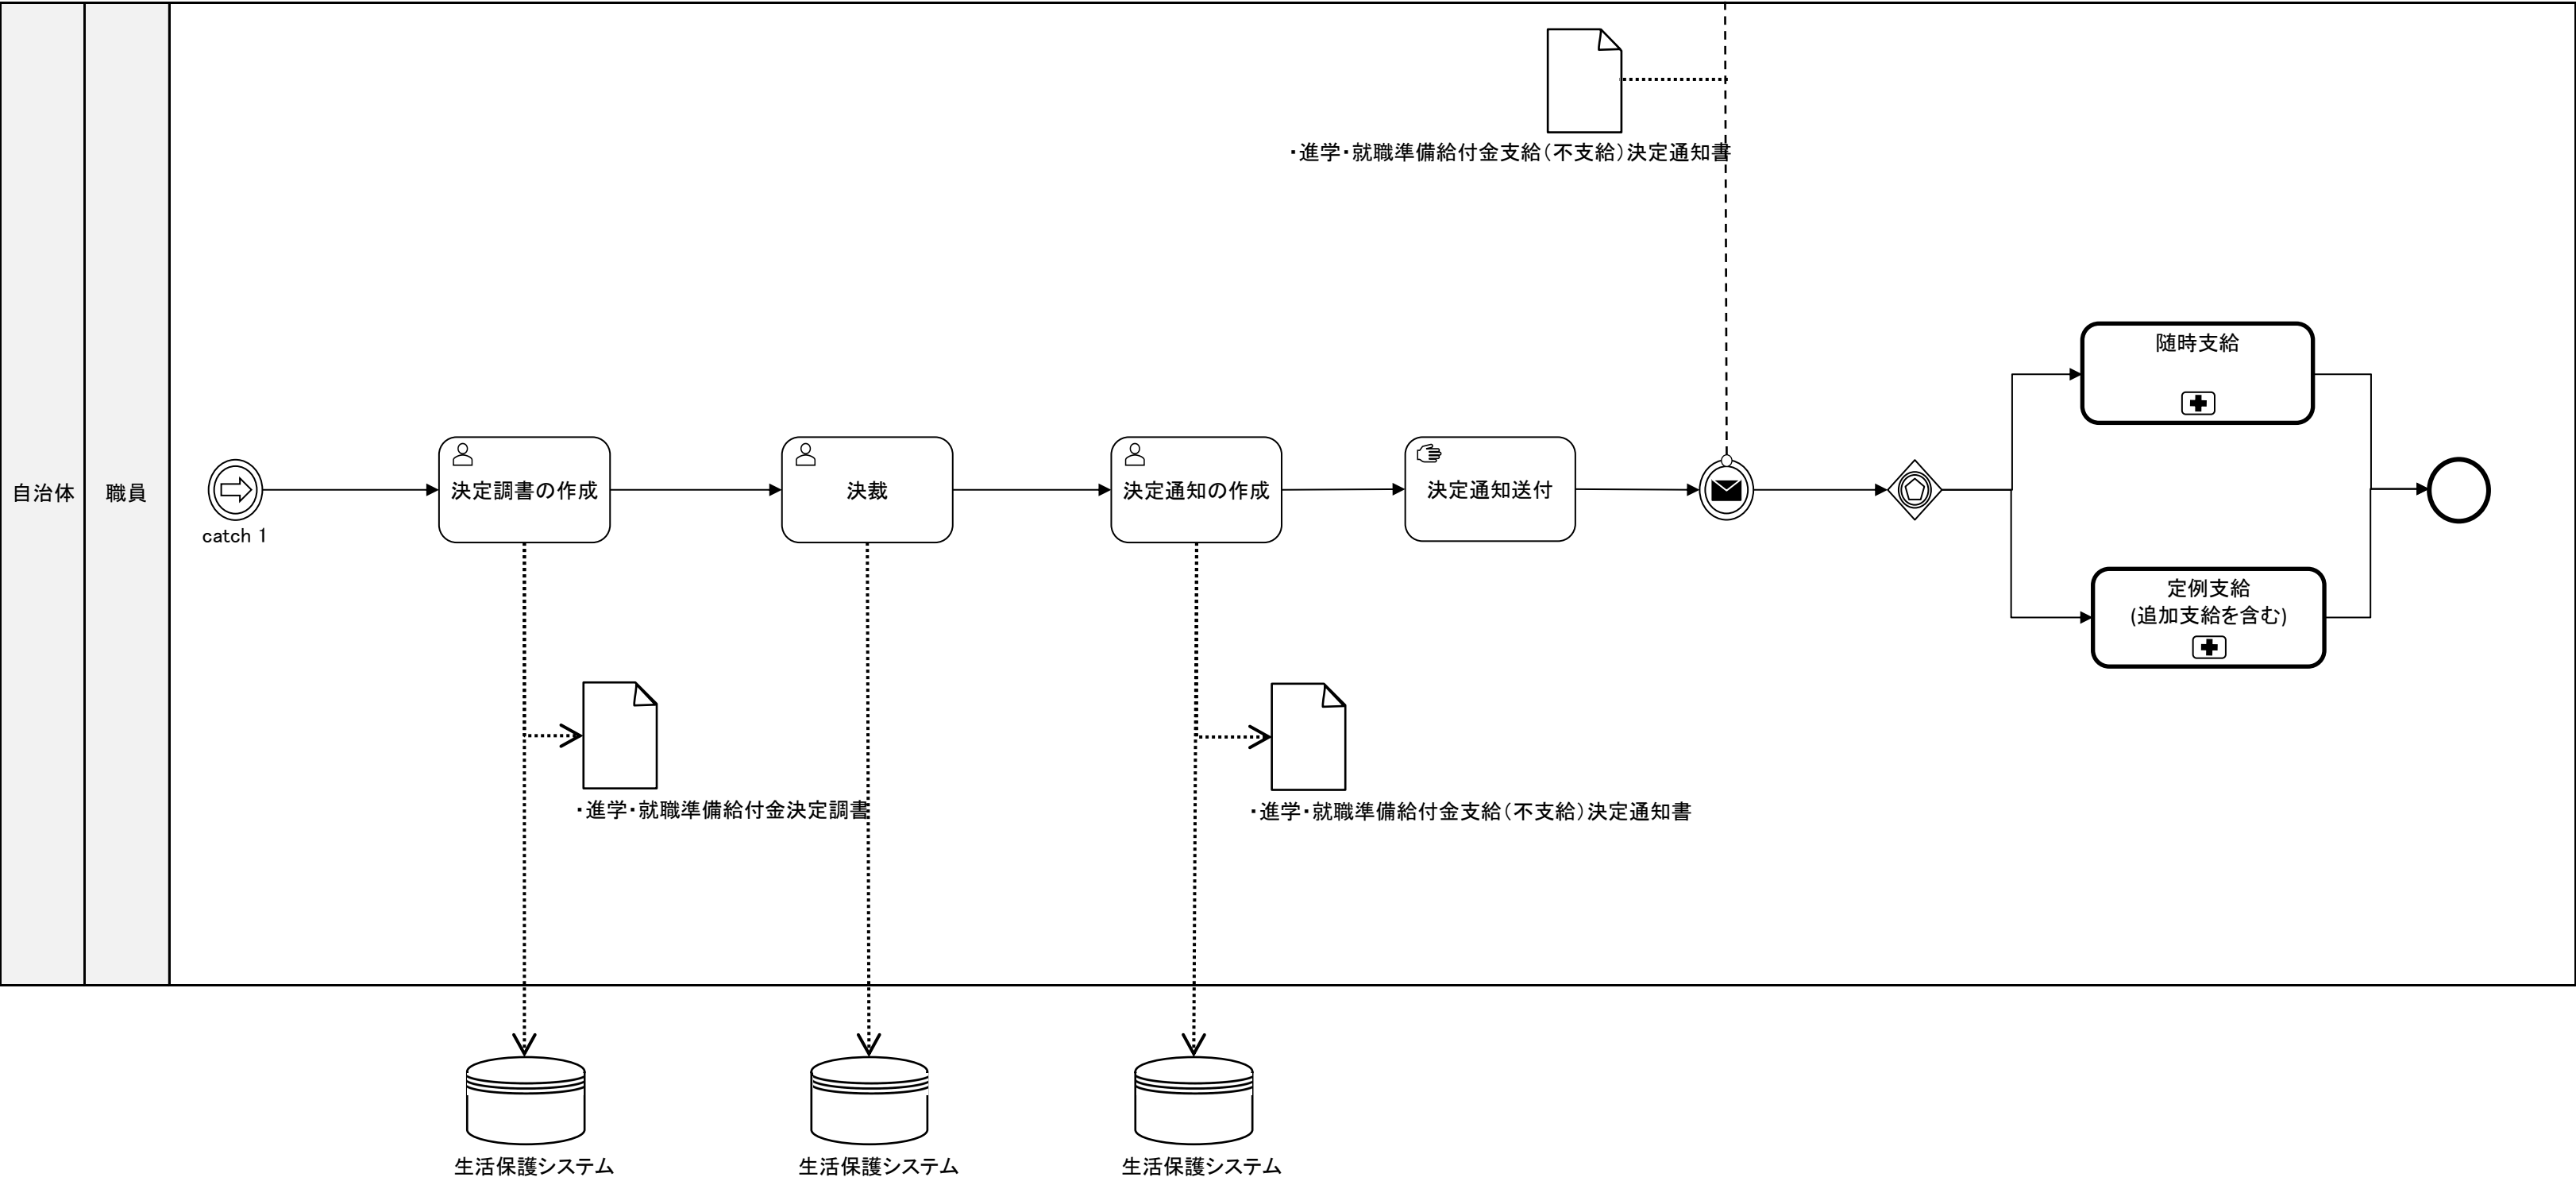 ・進学・就職準備給付金支給(不支給)決定通知書
随時支給
自治体
職員
catch 1
決定調書の作成
決裁
決定通知の作成
決定通知送付
定例支給
(追加支給を含む)
・進学・就職準備給付金決定調書
・進学・就職準備給付金支給(不支給)決定通知書
生活保護システム
生活保護システム
生活保護システム